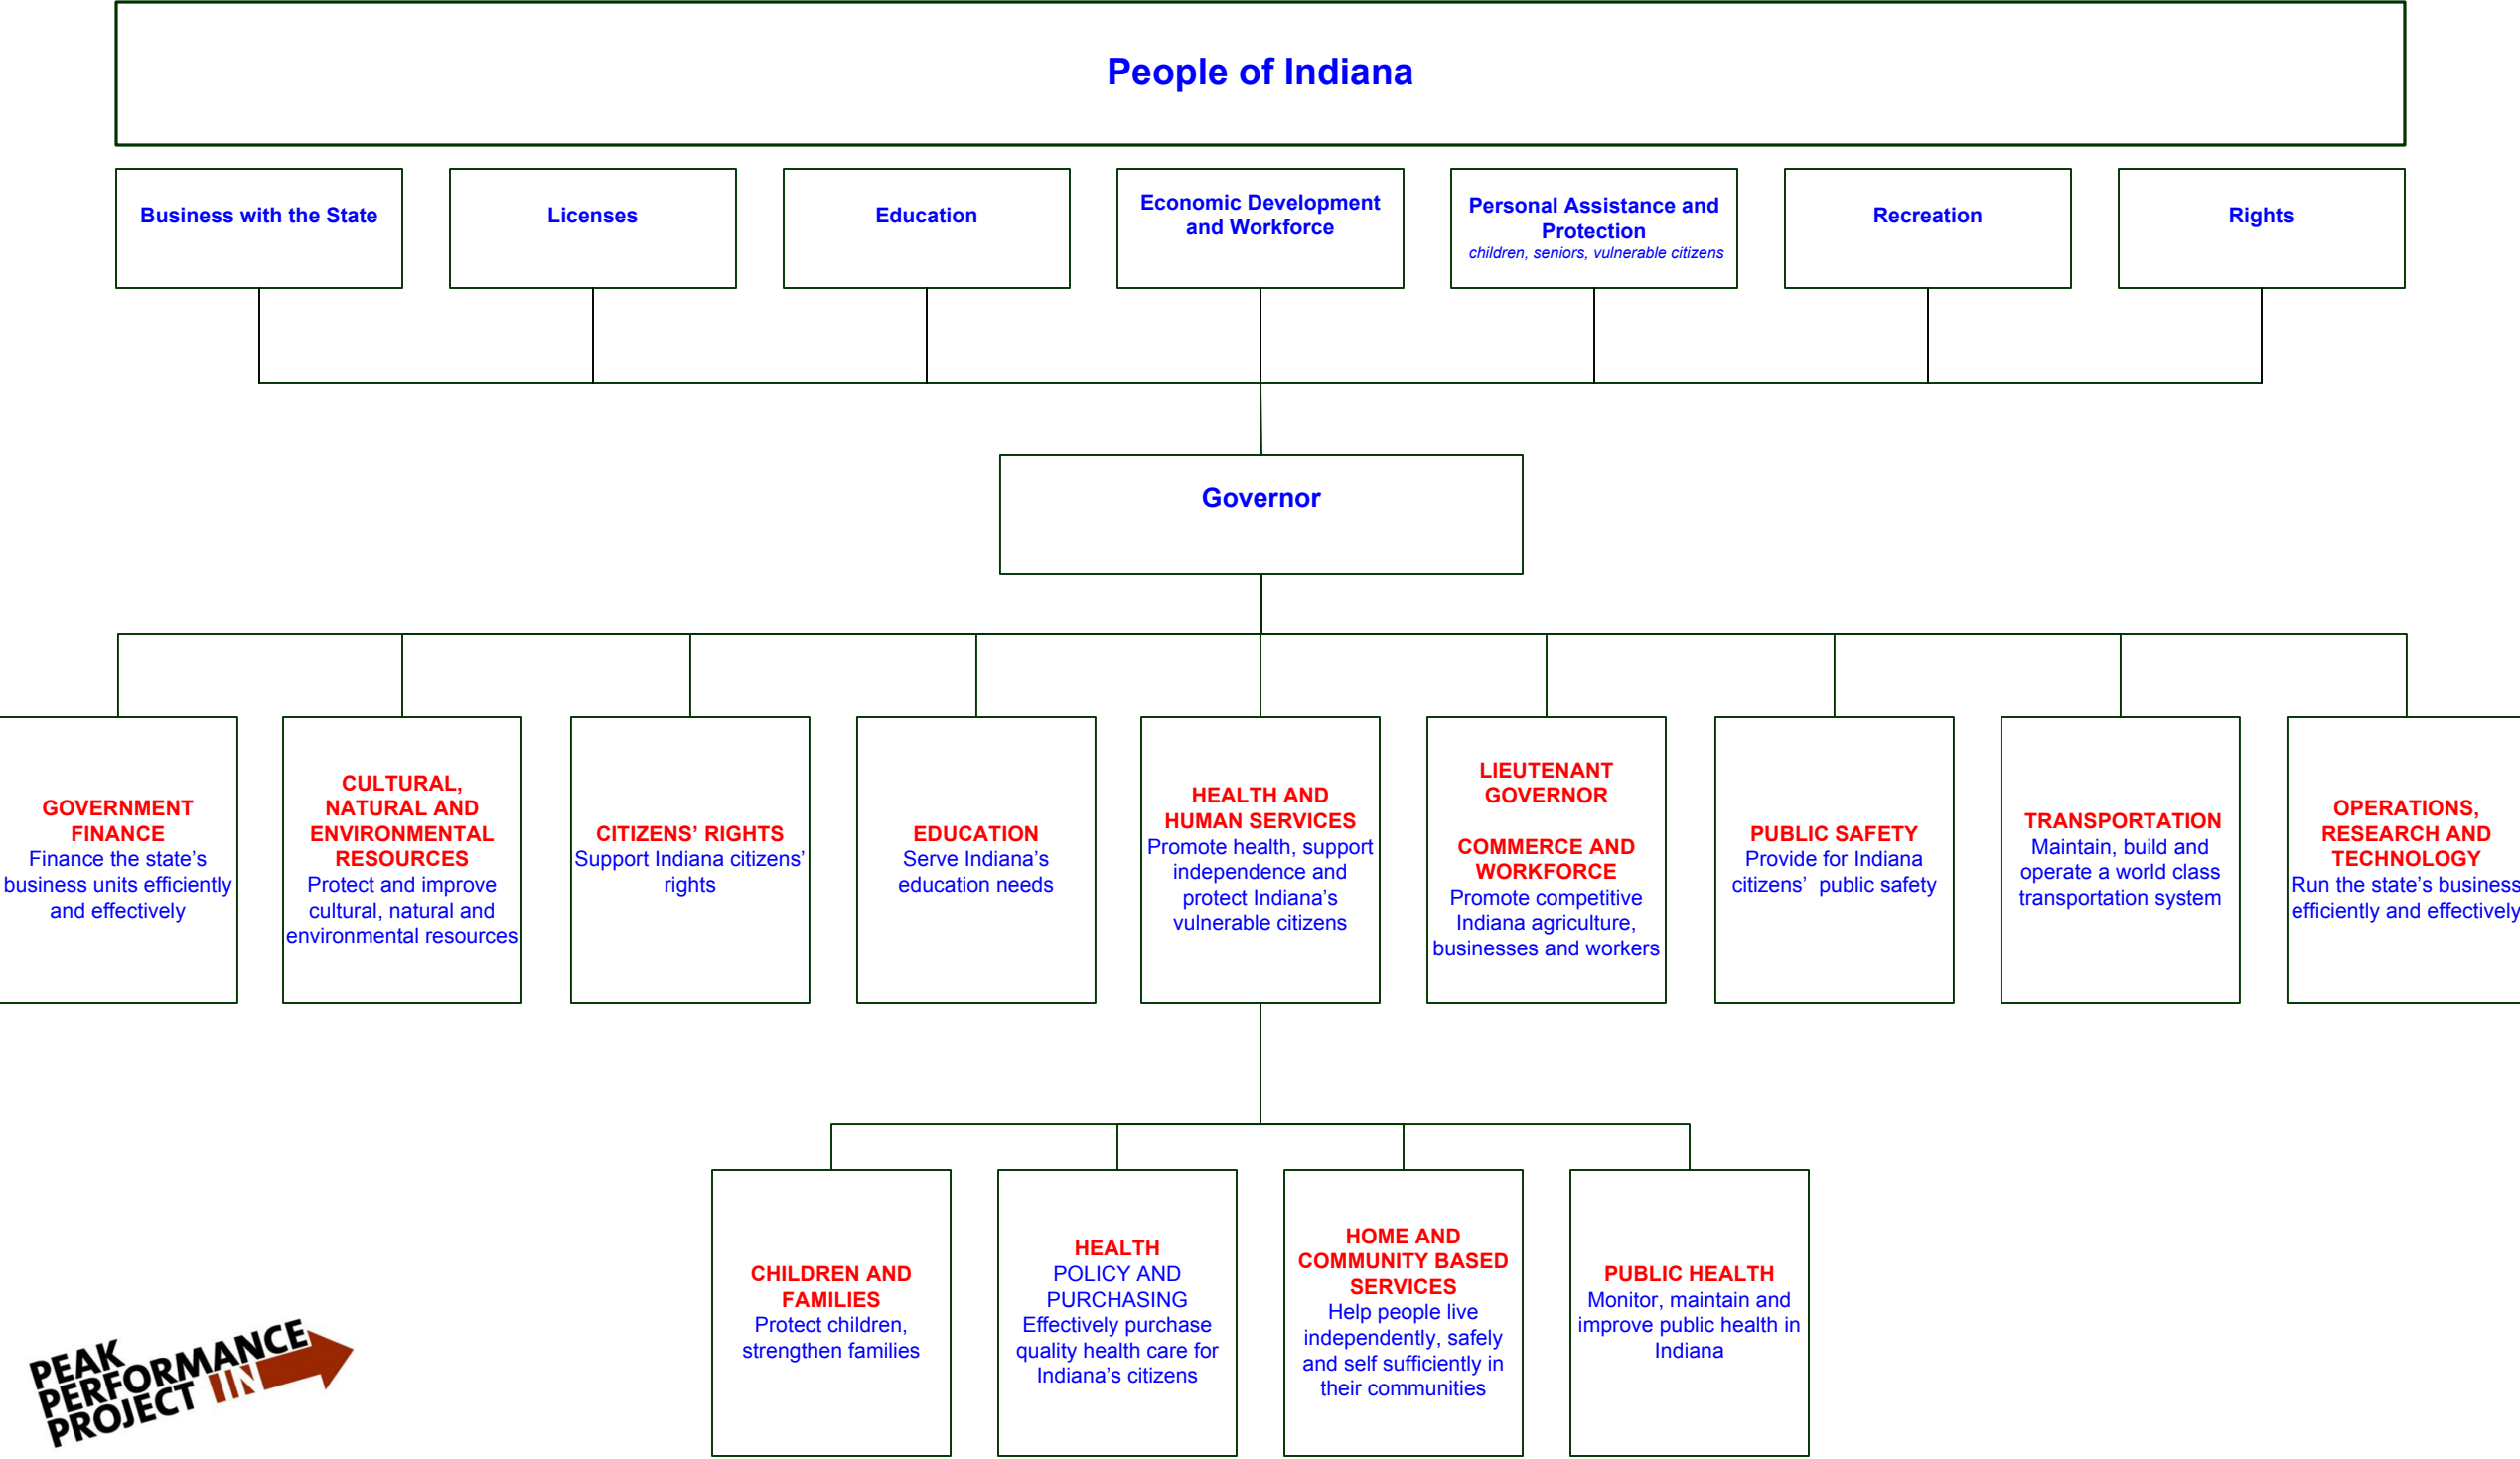 People of Indiana
Business with the State
Licenses
Education
Economic Development
and Workforce
Personal Assistance and
Protection
children, seniors, vulnerable citizens
Recreation
Rights
Governor
GOVERNMENT
FINANCE
Finance the state’s
business units efficiently
and effectively
CULTURAL,
NATURAL AND
ENVIRONMENTAL
RESOURCES
Protect and improve
cultural, natural and
environmental resources
CITIZENS’ RIGHTS
Support Indiana citizens’
rights
EDUCATION
Serve Indiana’s
education needs
HEALTH AND
HUMAN SERVICES
Promote health, support
independence and
protect Indiana’s
vulnerable citizens
LIEUTENANT
GOVERNOR
COMMERCE AND
WORKFORCE
Promote competitive
Indiana agriculture,
businesses and workers
PUBLIC SAFETY
Provide for Indiana
citizens’  public safety
TRANSPORTATION
Maintain, build and
operate a world class
transportation system
OPERATIONS,
RESEARCH AND
TECHNOLOGY
Run the state’s business
efficiently and effectively
CHILDREN AND
FAMILIES
Protect children,
strengthen families
HEALTH
POLICY AND
PURCHASING
Effectively purchase
quality health care for
Indiana’s citizens
HOME AND
COMMUNITY BASED
SERVICES
Help people live
independently, safely
and self sufficiently in
their communities
PUBLIC HEALTH
Monitor, maintain and
improve public health in
Indiana
PEAK
PERFORMANCE
PROJECT IN